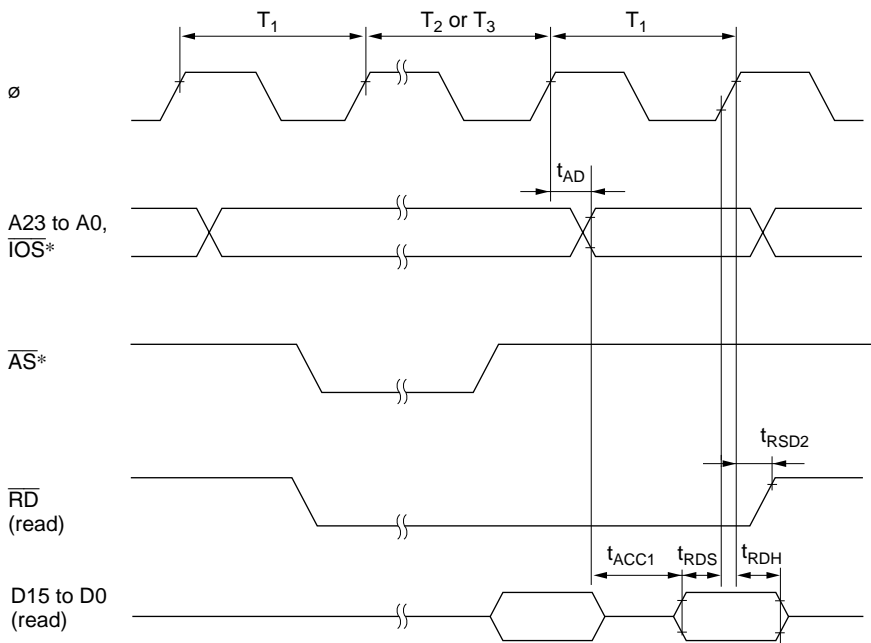 T1 T2 or T3 T1
ø
tAD
A23 to A0,
IOS*
AS*
tRSD2
RD
(read)
tACC1 tRDS tRDH
D15 to D0
(read)